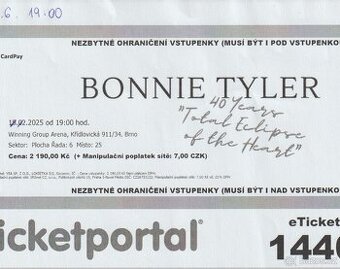 .6. 19:00
NEZBYTNÉ OHRANIČENÍ VSTUPENKY (MUSÍ BÝT I POD VSTUPENKOU
CardPay
BONNIE TYLER
.2025 od 19:00 hod.
40 Years
"Total Eclipse
of the Heart"
Winning Group Arena, Křídlovická 911/34, Brno
Sektor: Plocha Řada: 6 Místo: 25
Cena: 2 190,00 Kč (+ Manipulační poplatek sítě: 7,00 CZK)
NEZBYTNÉ OHRANIČENÍ VSTUPENKY (MUSÍ BÝT I NAD VSTUPENKOU
icketportal®
eTicket
1440